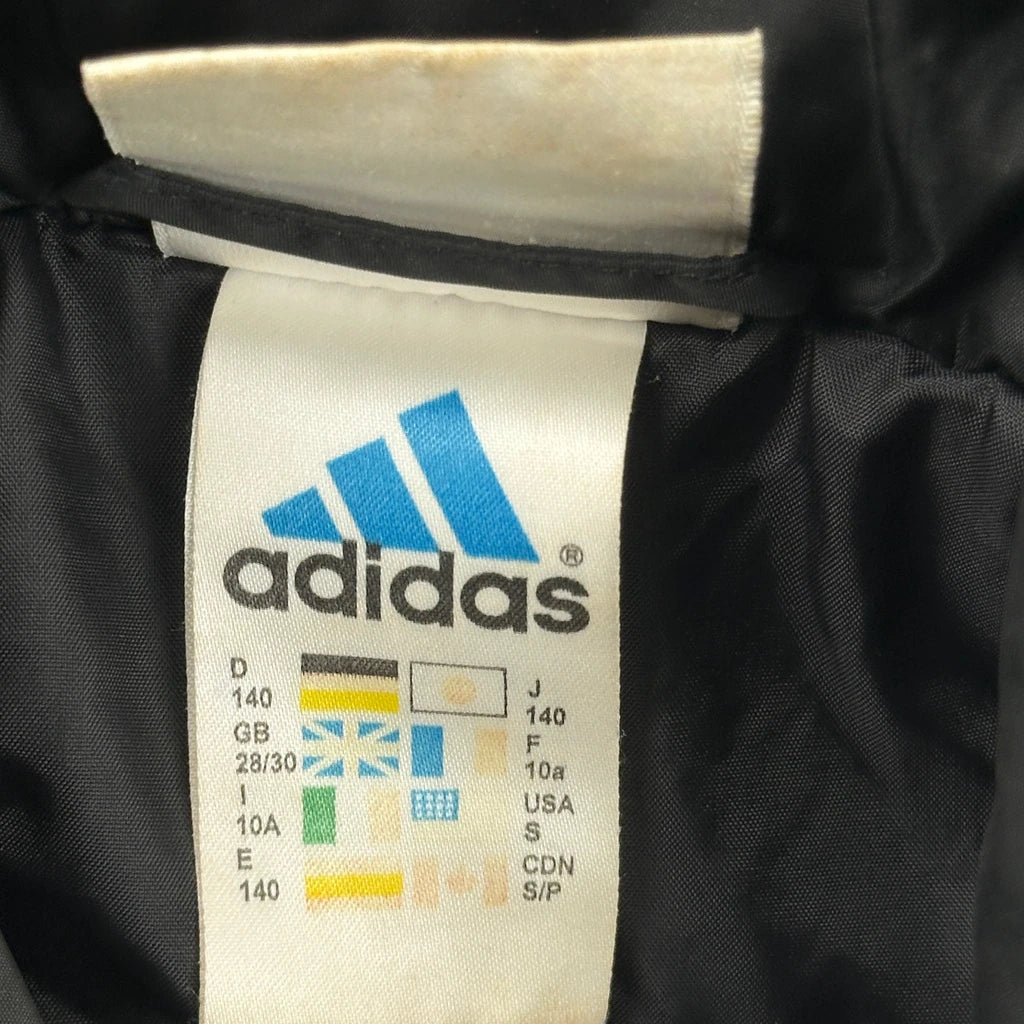 adidas®
D
140
J
140
GB
28/30
F
10a
I
10A
USA
S
E
140
CDN
S/P